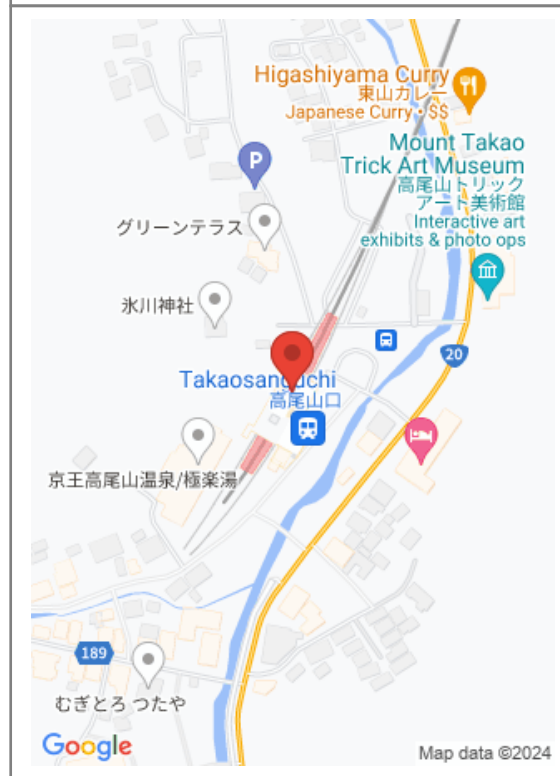 Higashiyama Curry
東山カレー
Japanese Curry・$$
Mount Takao
Trick Art Museum
高尾山トリック
アート美術館
Interactive art
exhibits & photo ops
P
グリーンテラス
氷川神社
20
Takaosanguchi
高尾山口
京王高尾山温泉/極楽湯
189
むぎとろ つたや
Google
Map data ©2024